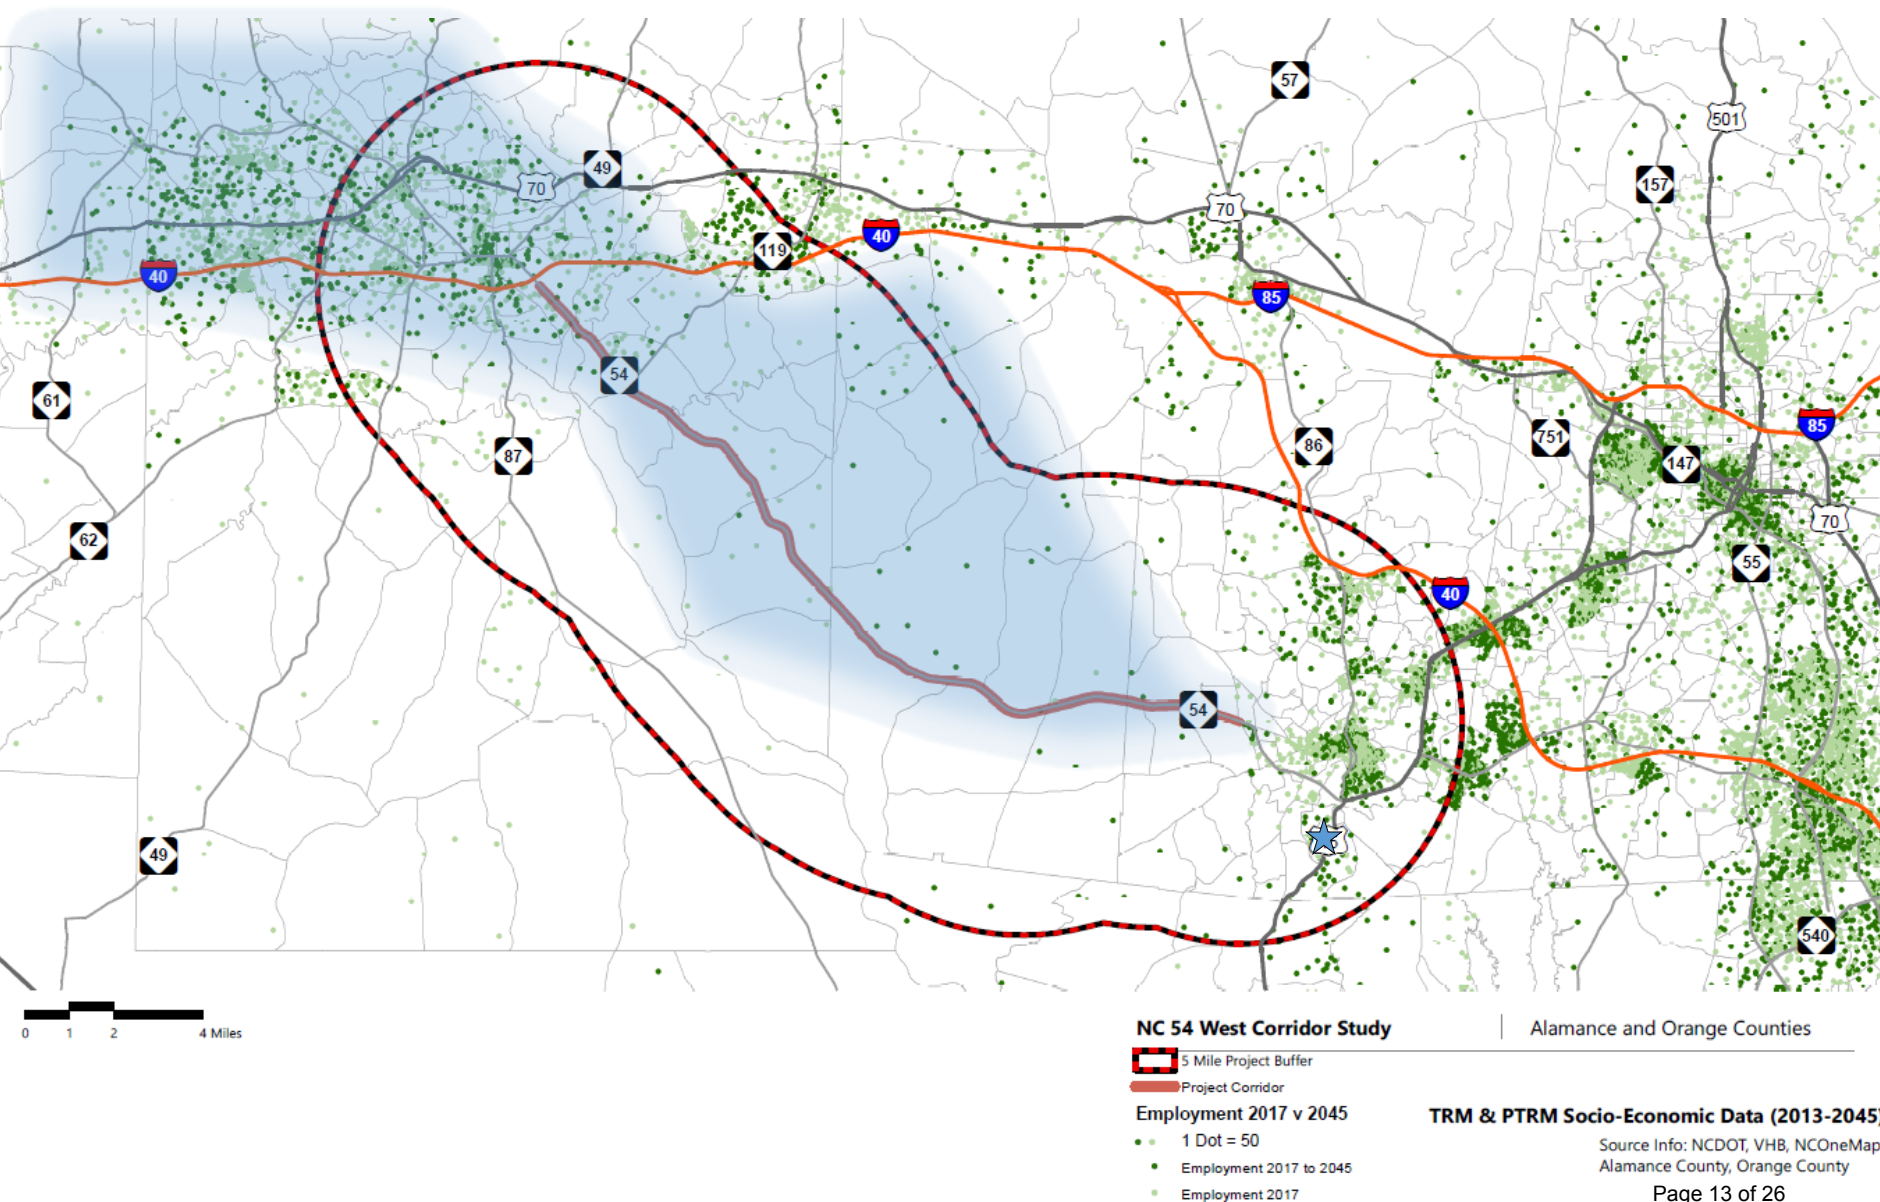 57
501
49
157
70
70
119
40
40
85
54
61
85
86
751
87
147
70
62
55
40
54
49
540
0 1 2 4 Miles
NC 54 West Corridor Study
Alamance and Orange Counties
5 Mile Project Buffer
Project Corridor
Employment 2017 v 2045
TRM & PTRM Socio-Economic Data (2013-2045)
1 Dot = 50
Source Info: NCDOT, VHB, NCOneMap
Employment 2017 to 2045
Alamance County, Orange County
Employment 2017
Page 13 of 26